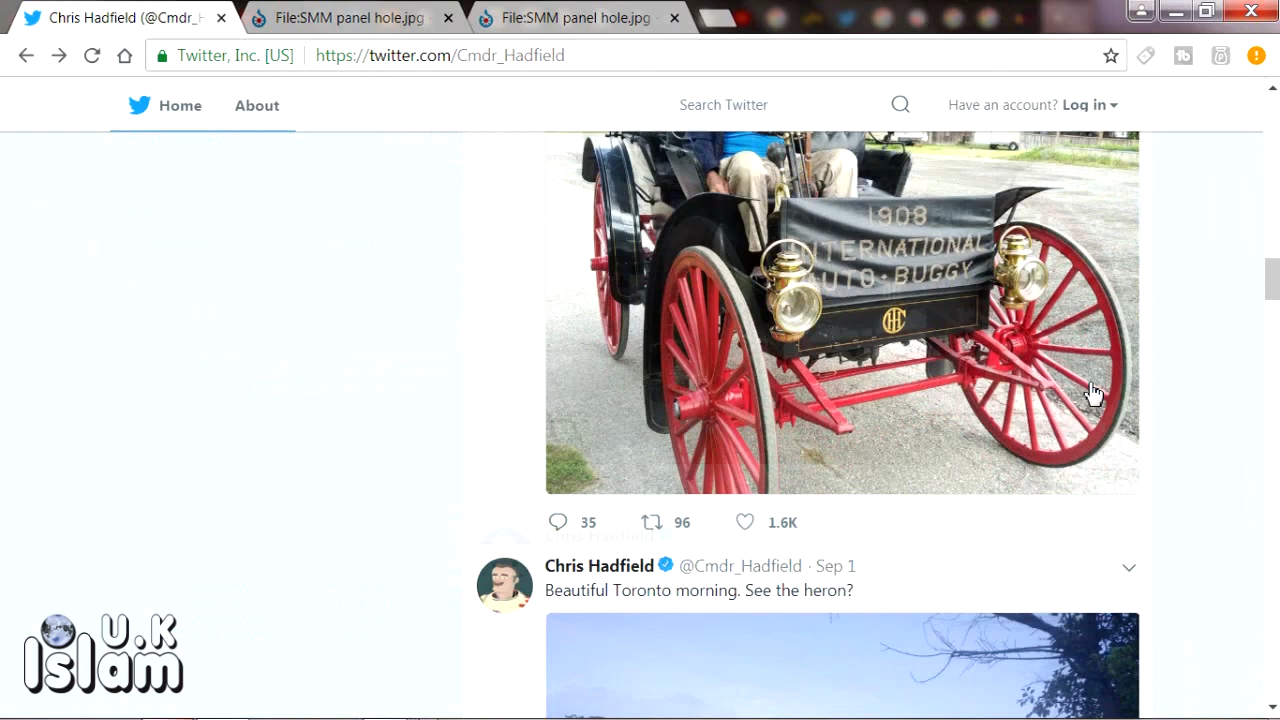 Chris Hadfield (@Cmdr_H
File:SMM panel hole.jpg -
File:SMM panel hole.jpg -
Twitter, Inc. [US]
https://twitter.com/Cmdr_Hadfield
Home
About
Search Twitter
Have an account? Log in
1908
INTERNATIONAL
AUTO·BUGGY
IHC
35
96
1.6K
Chris Hadfield @Cmdr_Hadfield · Sep 1
Beautiful Toronto morning. See the heron?
U.K
Islam